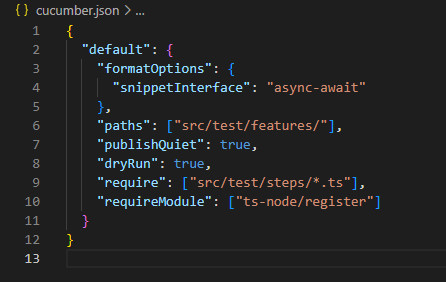 { } cucumber.json > ...
1 {
2 "default": {
3 "formatOptions": {
4 "snippetInterface": "async-await"
5 },
6 "paths": ["src/test/features/"],
7 "publishQuiet": true,
8 "dryRun": true,
9 "require": ["src/test/steps/*.ts"],
10 "requireModule": ["ts-node/register"]
11 }
12 }
13